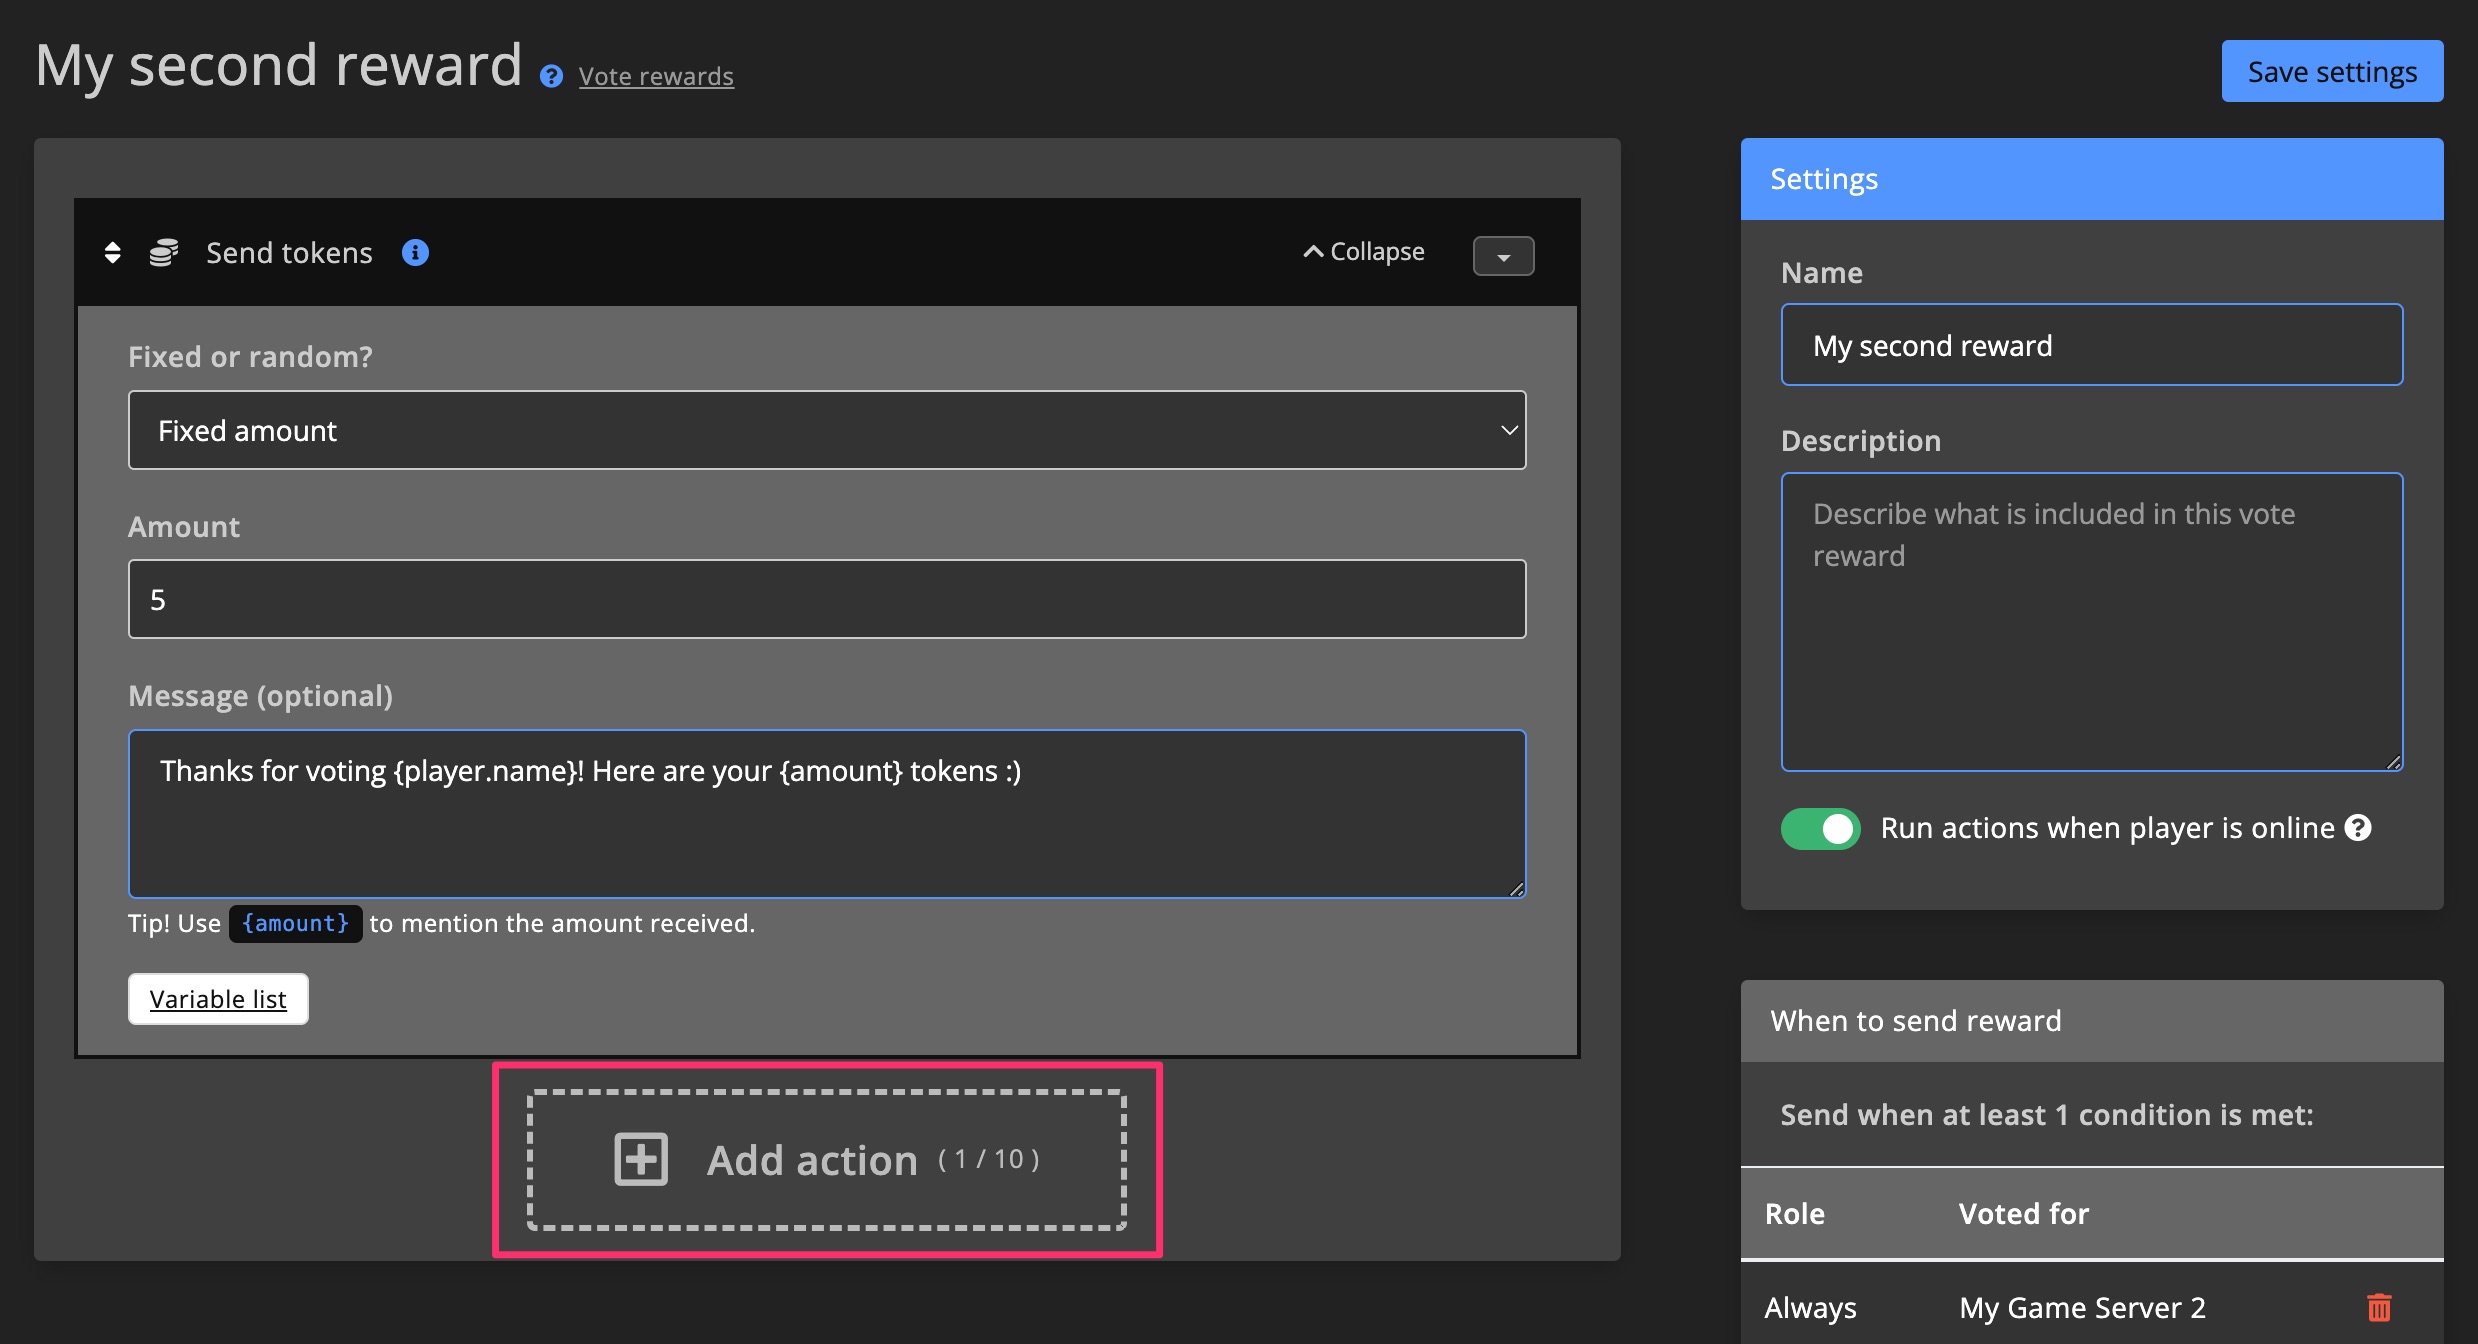 My second reward
Vote rewards
Save settings
Send tokens
Collapse
Fixed or random?
Fixed amount
Amount
5
Message (optional)
Thanks for voting {player.name}! Here are your {amount} tokens :)
Tip! Use {amount} to mention the amount received.
Variable list
Add action ( 1 / 10 )
Settings
Name
My second reward
Description
Describe what is included in this vote
reward
Run actions when player is online
When to send reward
Send when at least 1 condition is met:
Role Voted for
Always My Game Server 2